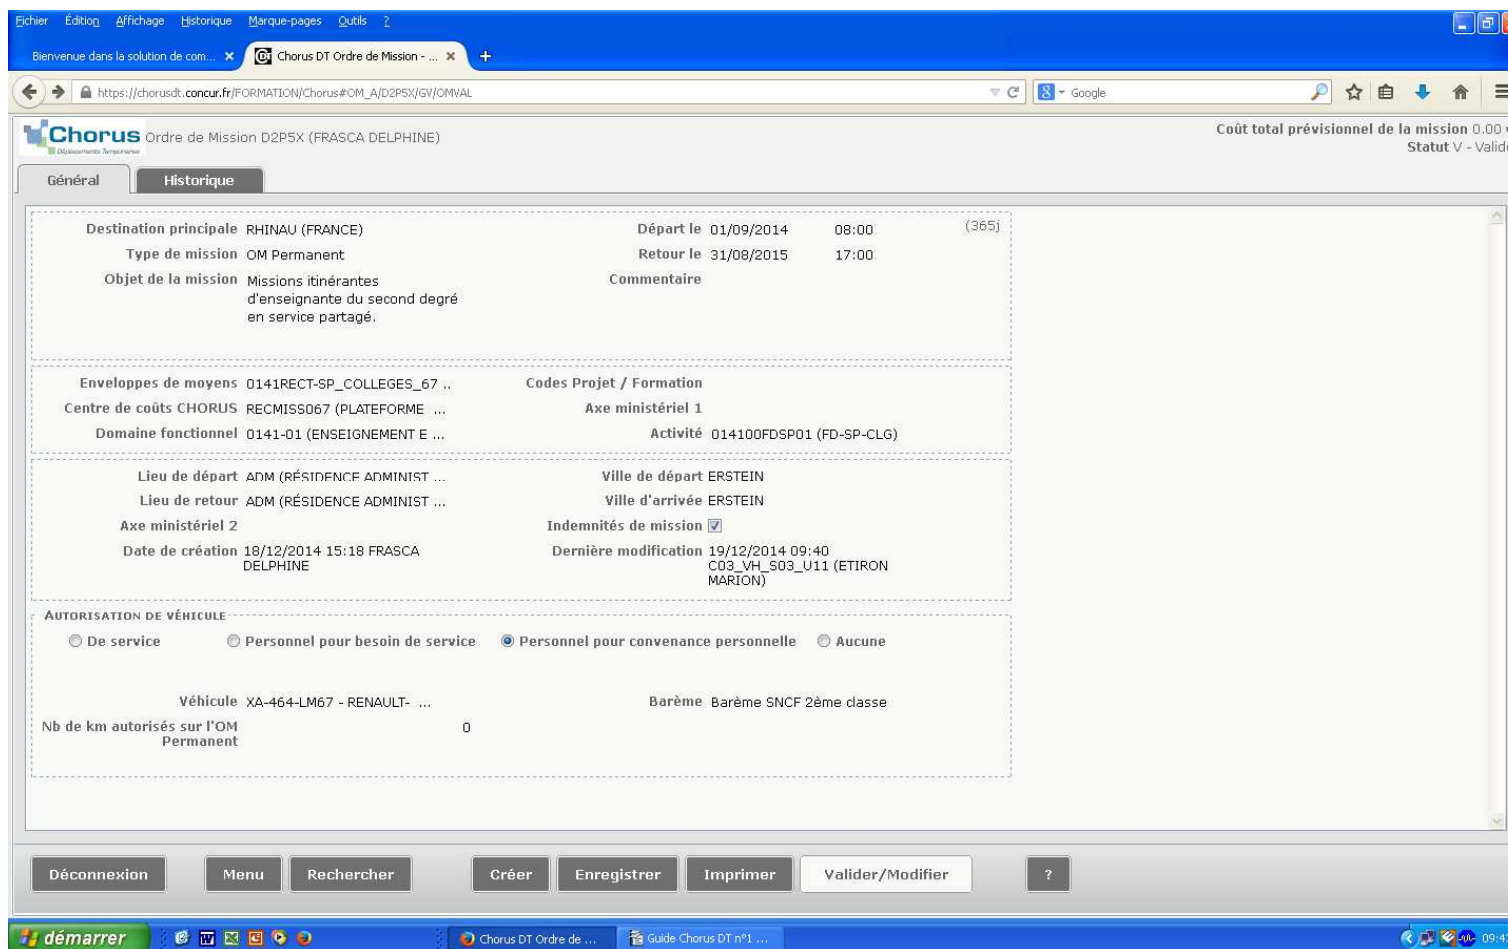 Fichier Édition Affichage Historique Marque-pages Outils ?
Bienvenue dans la solution de com... Chorus DT Ordre de Mission - ...
https://chorusdt.concur.fr/FORMATION/Chorus#OM_A/D2P5X/GV/OMVAL Google
Chorus Ordre de Mission D2P5X (FRASCA DELPHINE) Coût total prévisionnel de la mission 0.00
Déplacements Temporaires Statut V - Validé
Général Historique
Destination principale RHINAU (FRANCE) Départ le 01/09/2014 08:00 (365j
Type de mission OM Permanent Retour le 31/08/2015 17:00
Objet de la mission Missions itinérantes Commentaire
d'enseignante du second degré
en service partagé.
Enveloppes de moyens 0141RECT-SP_COLLEGES_67 .. Codes Projet / Formation
Centre de coûts CHORUS RECMISS067 (PLATEFORME ... Axe ministériel 1
Domaine fonctionnel 0141-01 (ENSEIGNEMENT E ... Activité 014100FDSP01 (FD-SP-CLG)
Lieu de départ ADM (RÉSIDENCE ADMINIST ... Ville de départ ERSTEIN
Lieu de retour ADM (RÉSIDENCE ADMINIST ... Ville d'arrivée ERSTEIN
Axe ministériel 2 Indemnités de mission
Date de création 18/12/2014 15:18 FRASCA Dernière modification 19/12/2014 09:40
DELPHINE C03_VH_S03_U11 (ETIRON
MARION)
AUTORISATION DE VÉHICULE
De service Personnel pour besoin de service Personnel pour convenance personnelle Aucune
Véhicule XA-464-LM67 - RENAULT- ... Barème Barème SNCF 2ème classe
Nb de km autorisés sur l'OM 0
Permanent
Déconnexion Menu Rechercher Créer Enregistrer Imprimer Valider/Modifier ?
démarrer Chorus DT Ordre de ... Guide Chorus DT n°1 ...